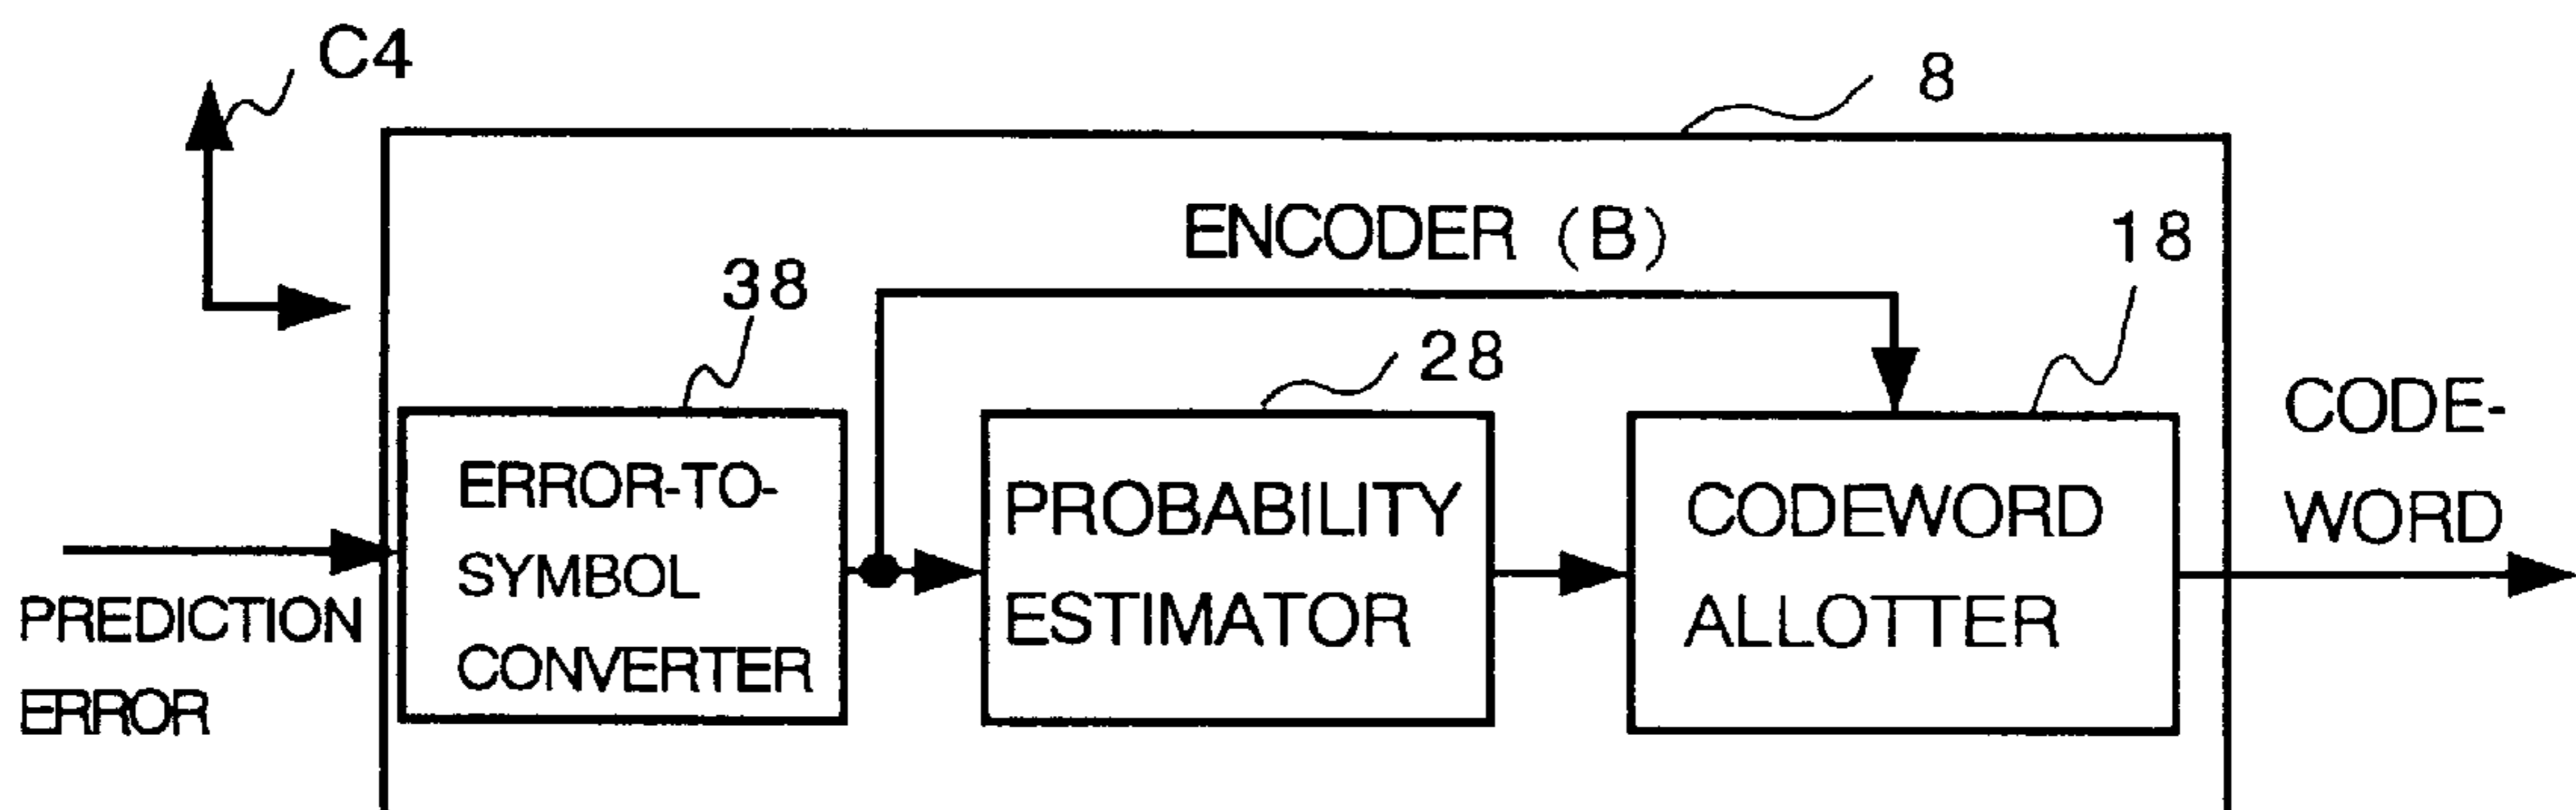 C4
8
ENCODER (B)
18
38
28
CODE-
WORD
ERROR-TO-
SYMBOL
CONVERTER
PROBABILITY
ESTIMATOR
CODEWORD
ALLOTTER
PREDICTION
ERROR